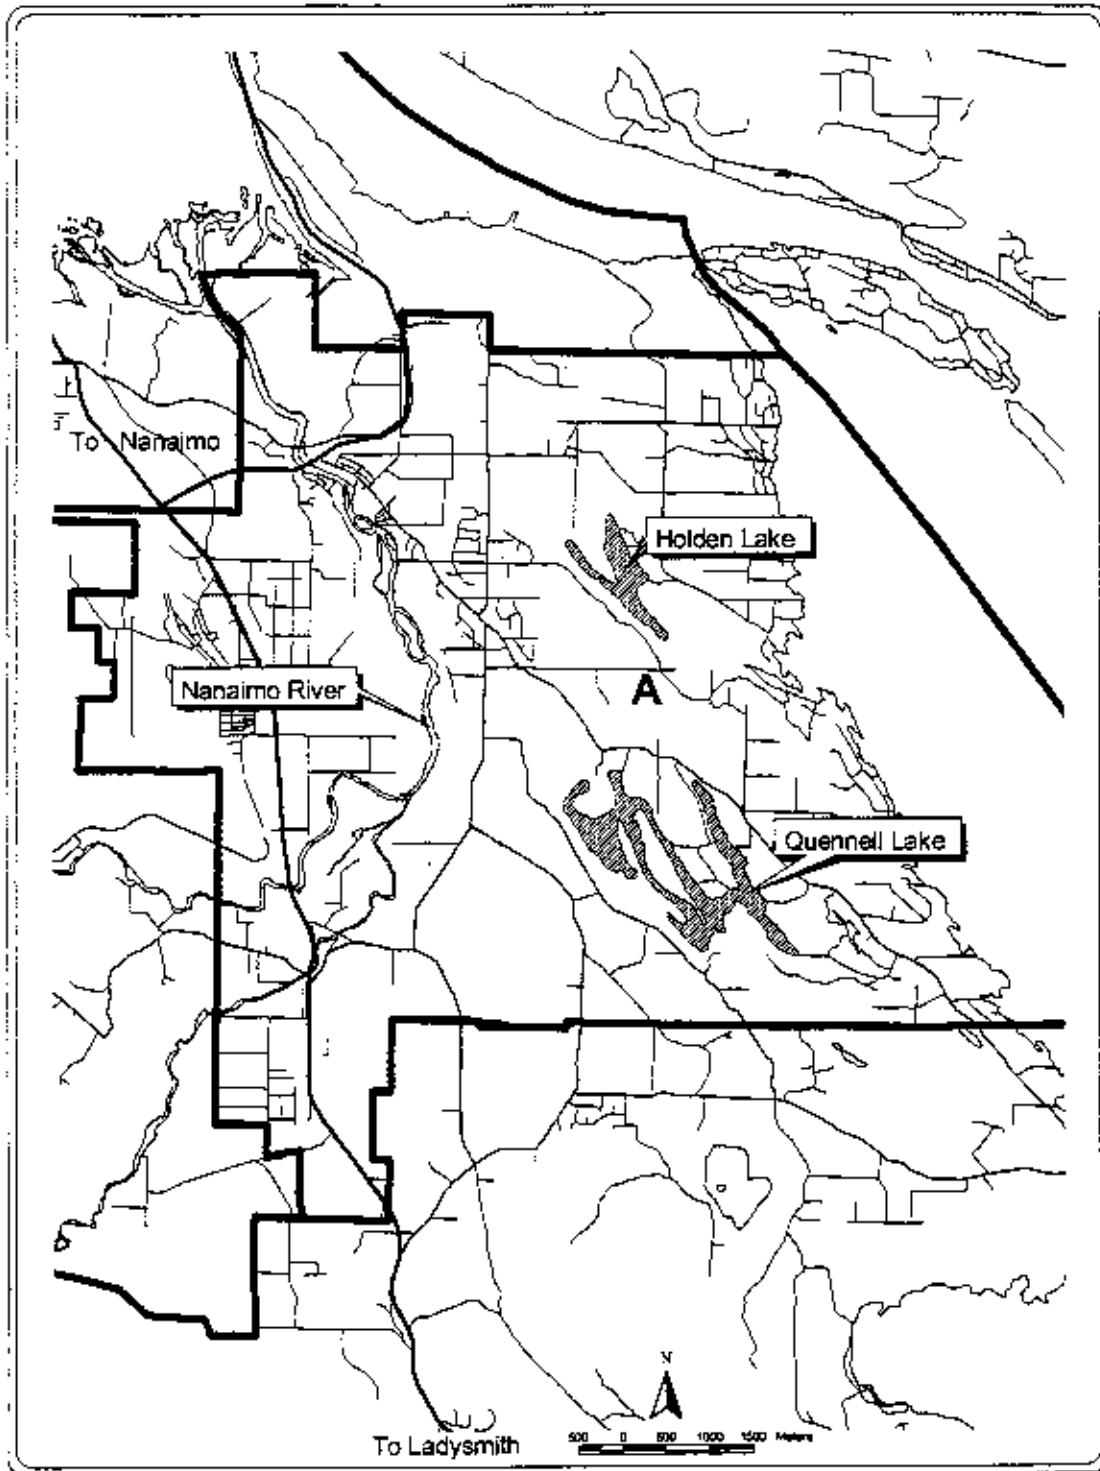 To Nanaimo
Holden Lake
Nanaimo River
A
Quennell Lake
N
500 0 500 1000 1500 Meters
To Ladysmith